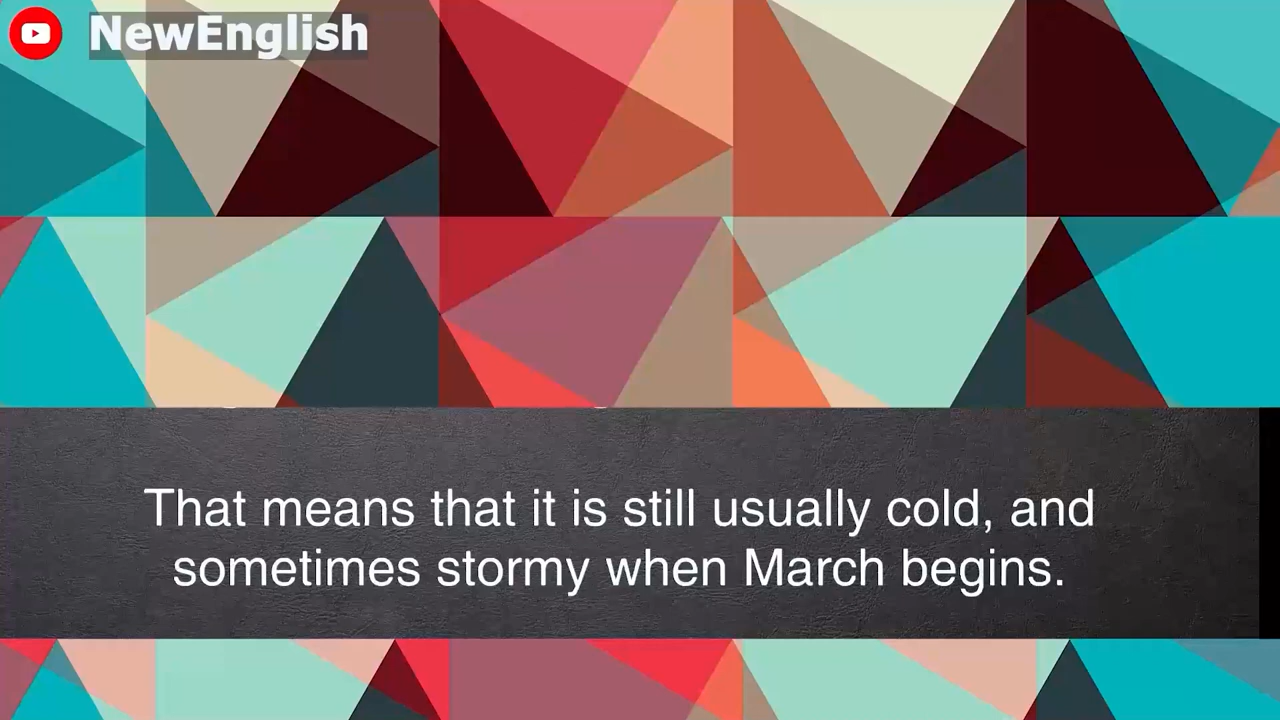 NewEnglish
That means that it is still usually cold, and
sometimes stormy when March begins.